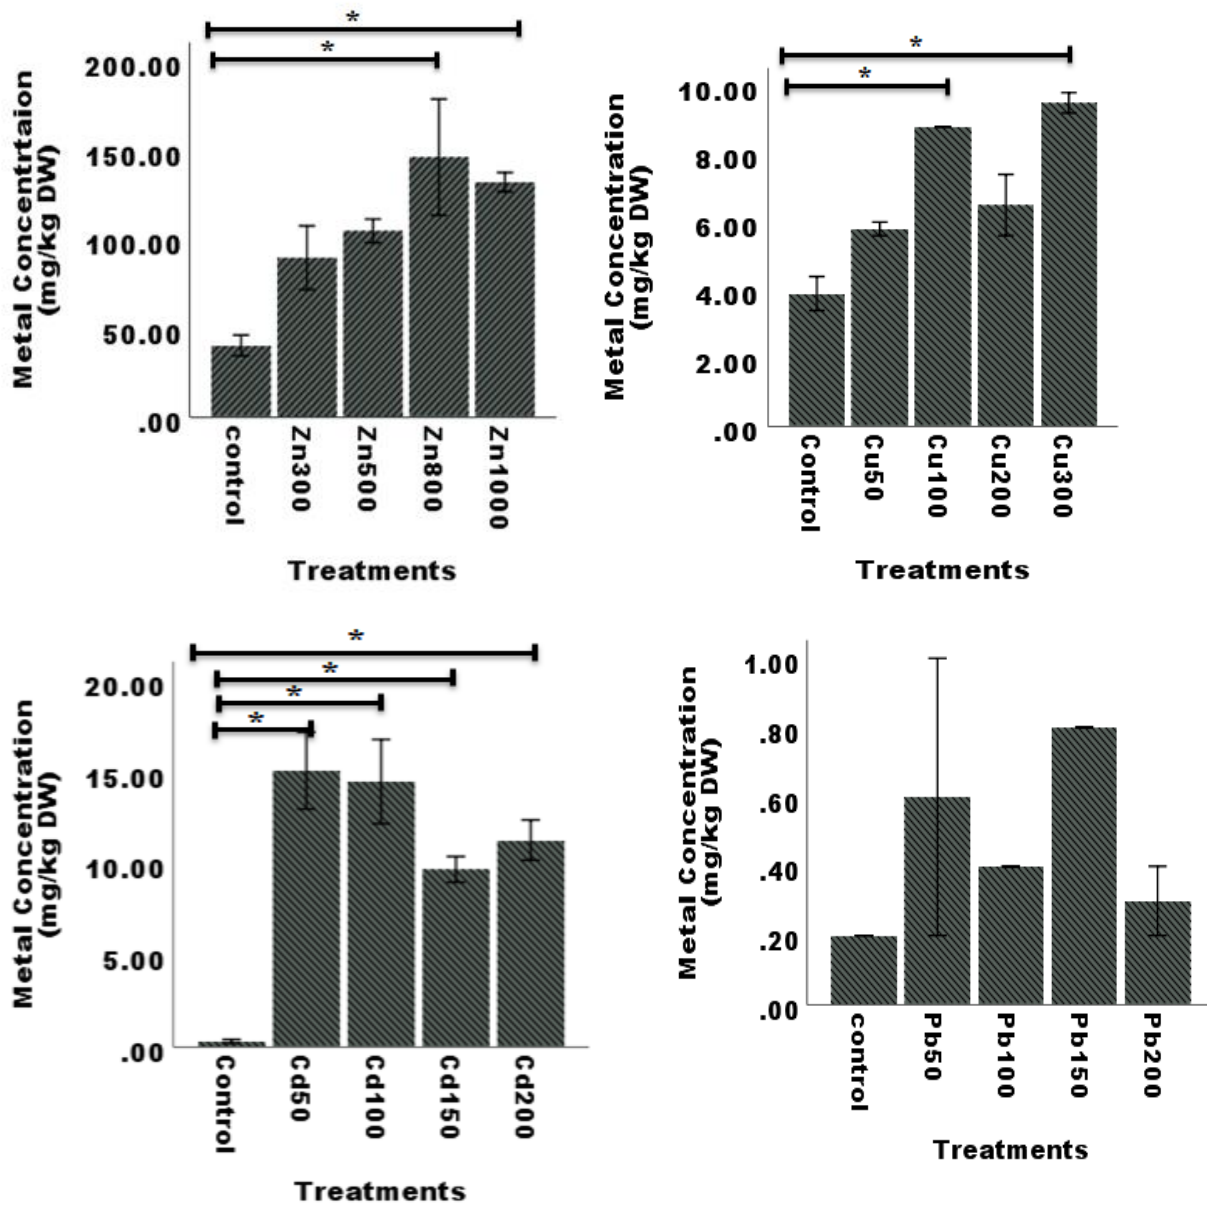 *
*
200.00
150.00
100.00
50.00
.00
Metal Concentrtaion
(mg/kg DW)
control
Zn300
Zn500
Zn800
Zn1000
Treatments
*
*
10.00
8.00
6.00
4.00
2.00
.00
Metal Concentration
(mg/kg DW)
Control
Cu50
Cu100
Cu200
Cu300
Treatments
*
*
*
*
20.00
15.00
10.00
5.00
.00
Metal Concentration
(mg/kg DW)
Control
Cd50
Cd100
Cd150
Cd200
Treatments
1.00
.80
.60
.40
.20
.00
Metal Concentration
(mg/kg DW)
control
Pb50
Pb100
Pb150
Pb200
Treatments